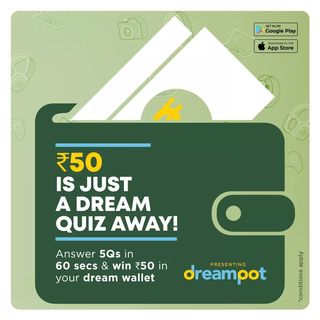 GET IN ON
Google Play
Download on the
App Store
₹50
IS JUST
A DREAM
QUIZ AWAY!
Answer 5Qs in
60 secs & win ₹50 in
your dream wallet
PRESENTING
dreampot
*conditions apply